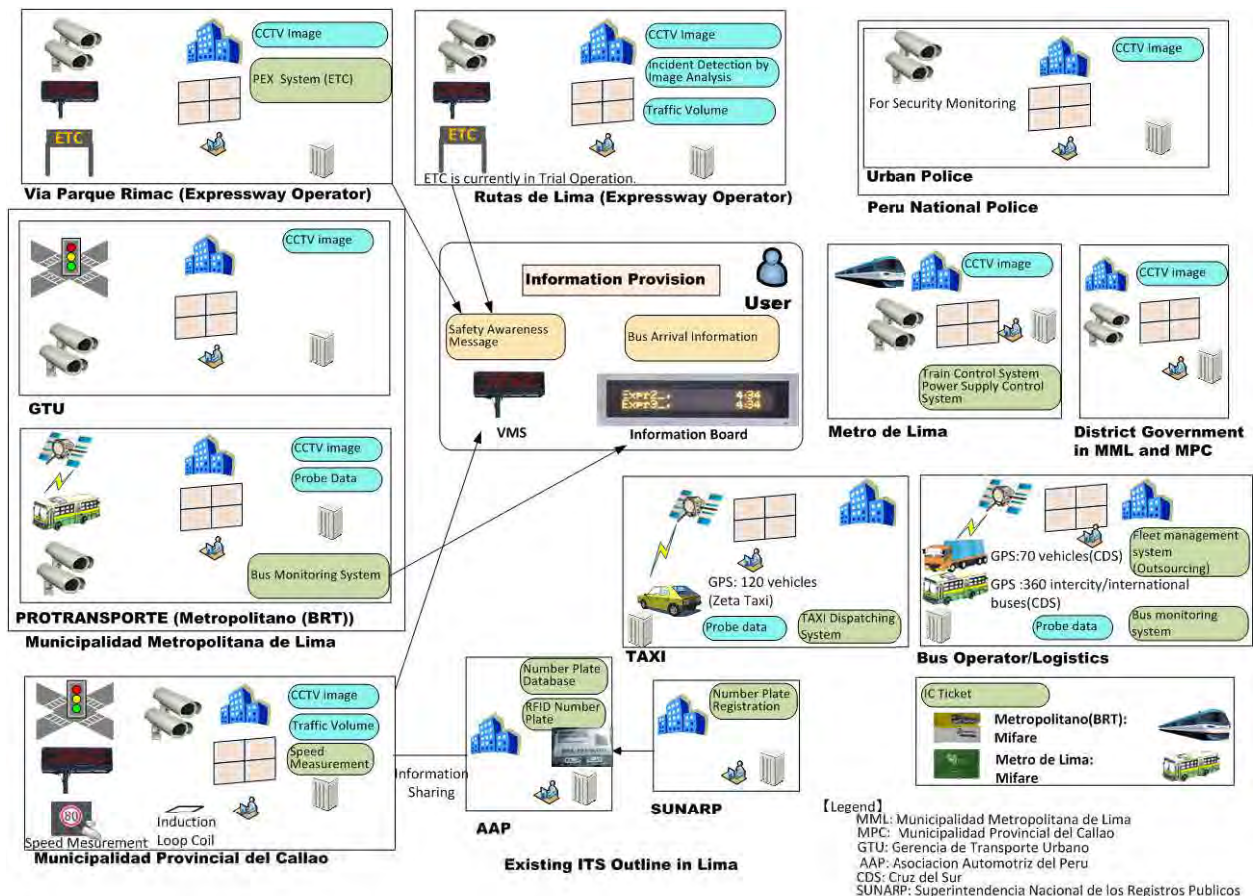 CCTV Image
PEX System (ETC)
ETC
Via Parque Rimac (Expressway Operator)
CCTV Image
Incident Detection by
Image Analysis
Traffic Volume
ETC
ETC is currently in Trial Operation.
Rutas de Lima (Expressway Operator)
CCTV Image
For Security Monitoring
Urban Police
Peru National Police
CCTV image
GTU
CCTV image
Probe Data
Bus Monitoring System
PROTRANSPORTE (Metropolitano (BRT))
Municipalidad Metropolitana de Lima
Information Provision
User
Safety Awareness
Message
Bus Arrival Information
VMS
Expr2_, 4:34
Expr3_, 4:34
Information Board
CCTV image
Train Control System
Power Supply Control
System
Metro de Lima
CCTV image
District Government
in MML and MPC
GPS: 120 vehicles
(Zeta Taxi)
Probe data
TAXI Dispatching
System
TAXI
GPS:70 vehicles(CDS)
Fleet management
system
(Outsourcing)
GPS :360 intercity/international
buses(CDS)
Probe data
Bus monitoring
system
Bus Operator/Logistics
CCTV image
Traffic Volume
Speed
Measurement
80
Speed Mesurement
Induction
Loop Coil
Municipalidad Provincial del Callao
Information
Sharing
Number Plate
Database
RFID Number
Plate
AAP
Number Plate
Registration
SUNARP
IC Ticket
Metropolitano(BRT):
Mifare
Metro de Lima:
Mifare
Existing ITS Outline in Lima
【Legend】
MML: Municipalidad Metropolitana de Lima
MPC: Municipalidad Provincial del Callao
GTU: Gerencia de Transporte Urbano
AAP: Asociacion Automotriz del Peru
CDS: Cruz del Sur
SUNARP: Superintendencia Nacional de los Registros Publicos